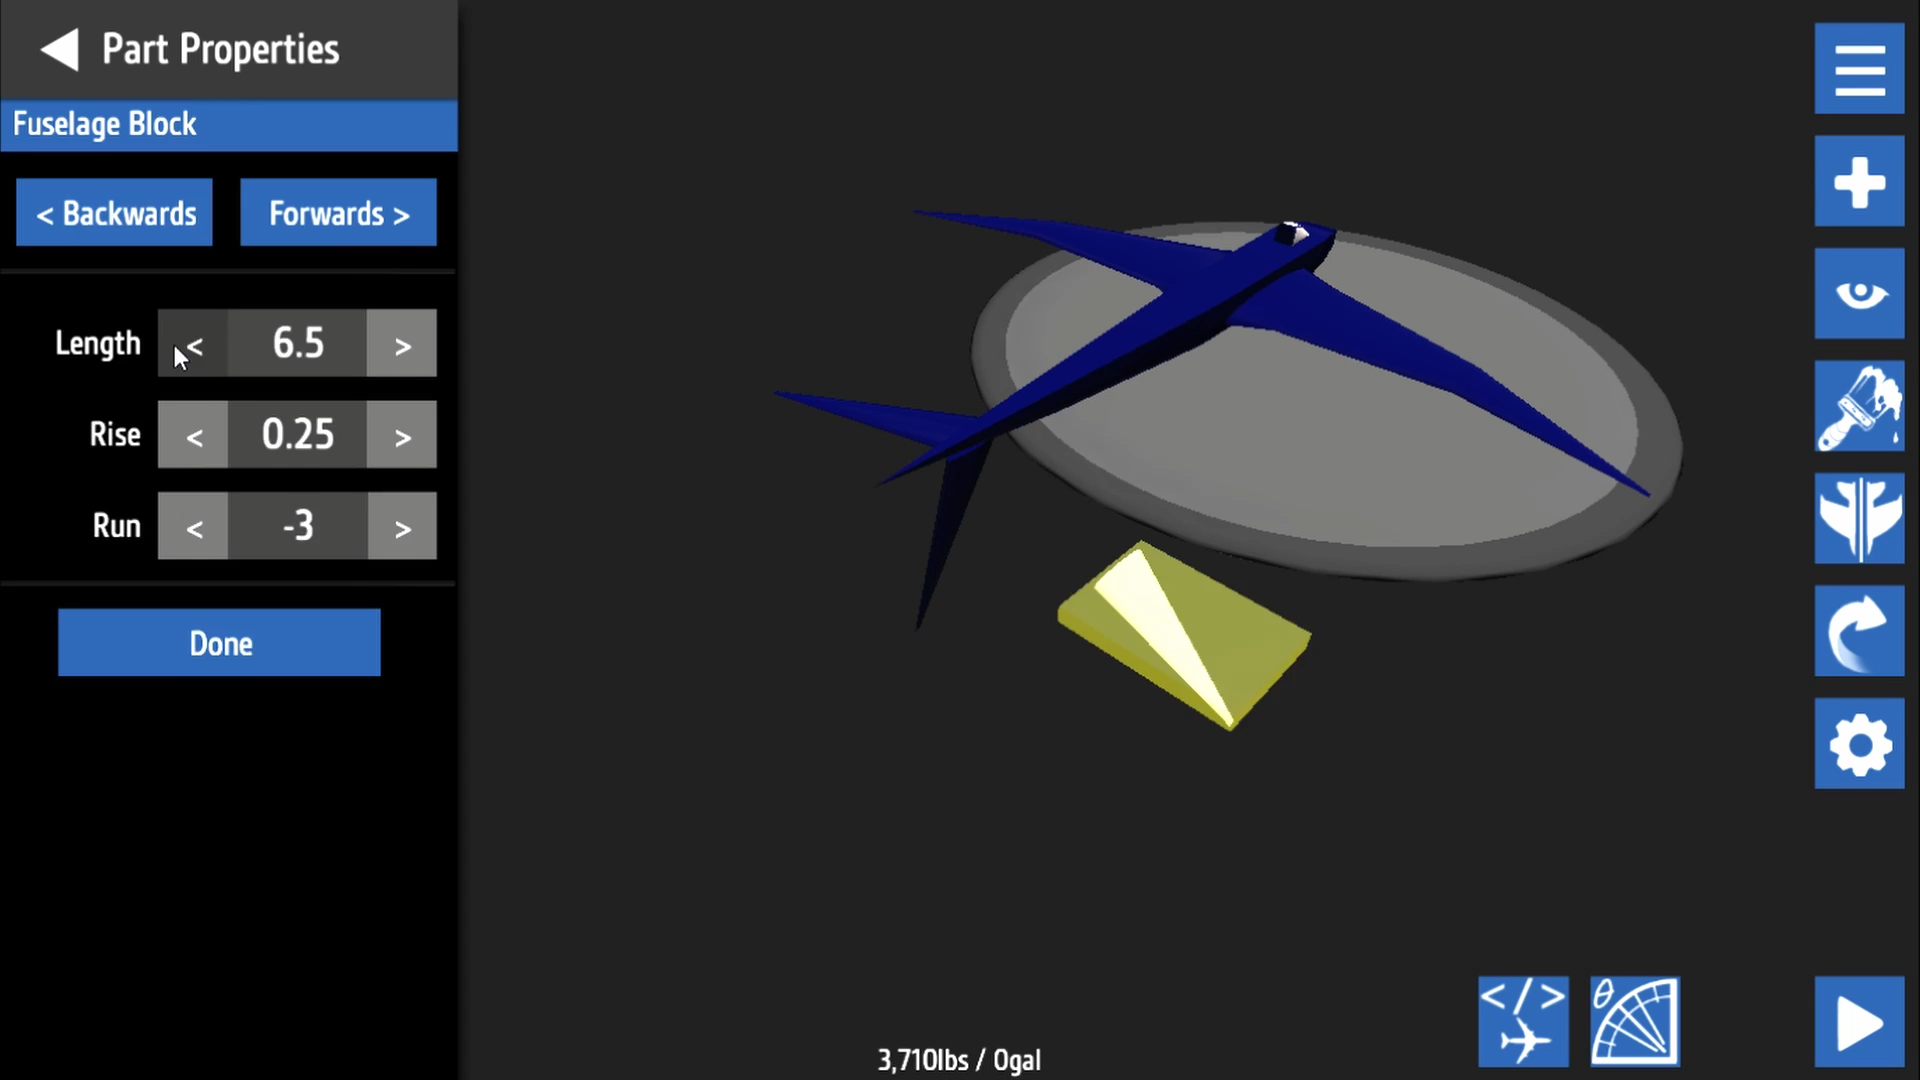 Part Properties
Fuselage Block
< Backwards
Forwards >
Length < 6.5 >
Rise < 0.25 >
Run < -3 >
Done
</>
θ
3,710lbs / 0gal